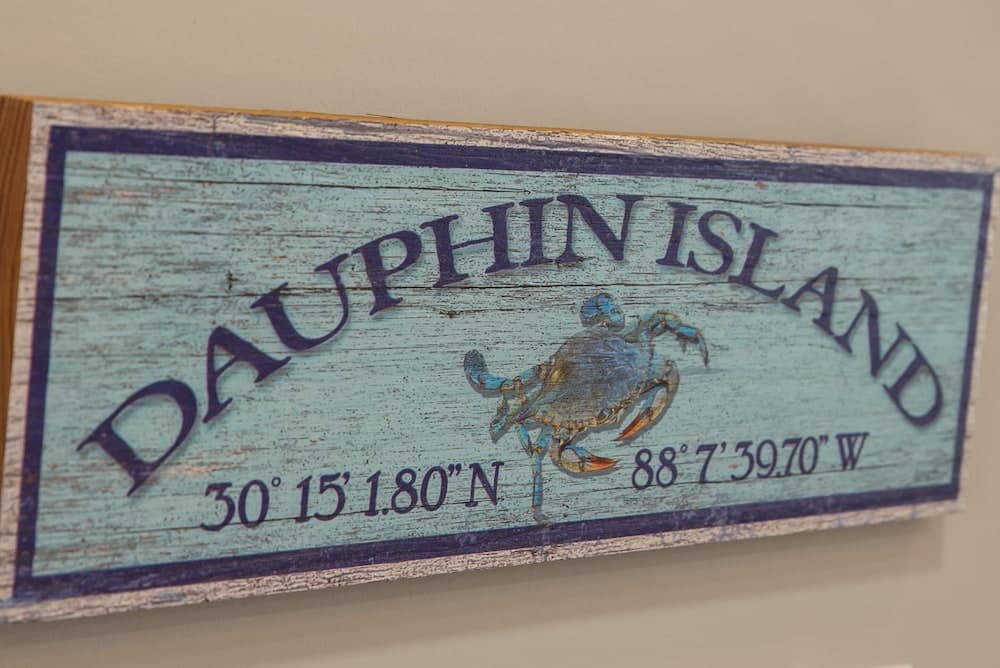 DAUPHIN ISLAND
30° 15' 1.80" N 88° 7' 39.70" W